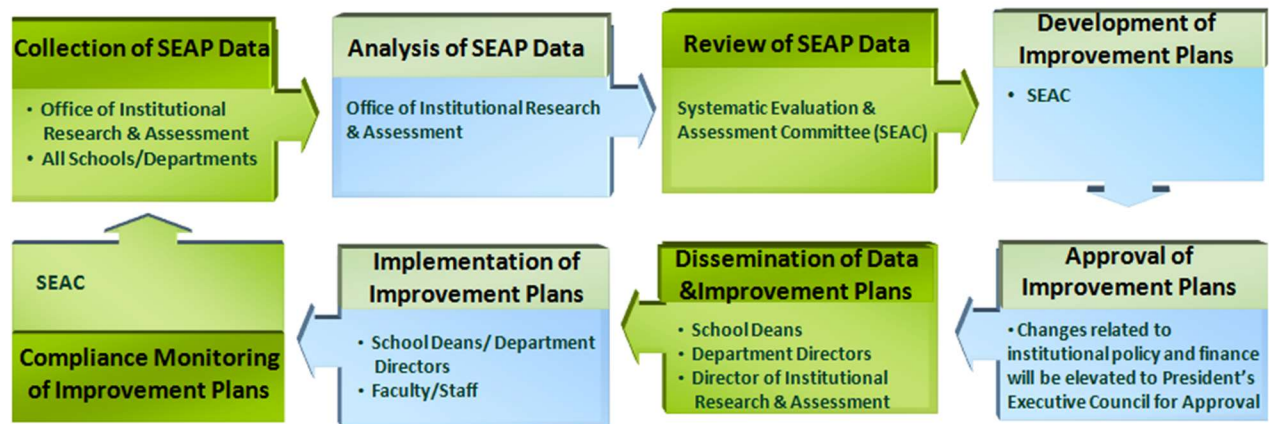 Collection of SEAP Data
• Office of Institutional
Research & Assessment
• All Schools/Departments
Analysis of SEAP Data
Office of Institutional Research
& Assessment
Review of SEAP Data
Systematic Evaluation &
Assessment Committee (SEAC)
Development of
Improvement Plans
• SEAC
Approval of
Improvement Plans
• Changes related to
institutional policy and finance
will be elevated to President's
Executive Council for Approval
Dissemination of Data
&Improvement Plans
• School Deans
• Department Directors
• Director of Institutional
Research & Assessment
Implementation of
Improvement Plans
• School Deans/ Department
Directors
• Faculty/Staff
SEAC
Compliance Monitoring
of Improvement Plans